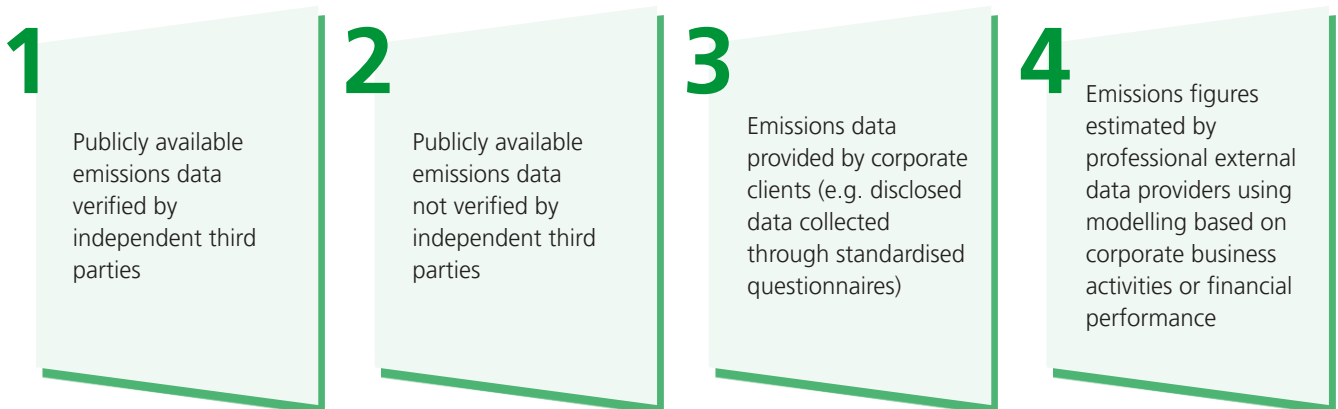 1
Publicly available
emissions data
verified by
independent third
parties
2
Publicly available
emissions data
not verified by
independent third
parties
3
Emissions data
provided by corporate
clients (e.g. disclosed
data collected
through standardised
questionnaires)
4
Emissions figures
estimated by
professional external
data providers using
modelling based on
corporate business
activities or financial
performance